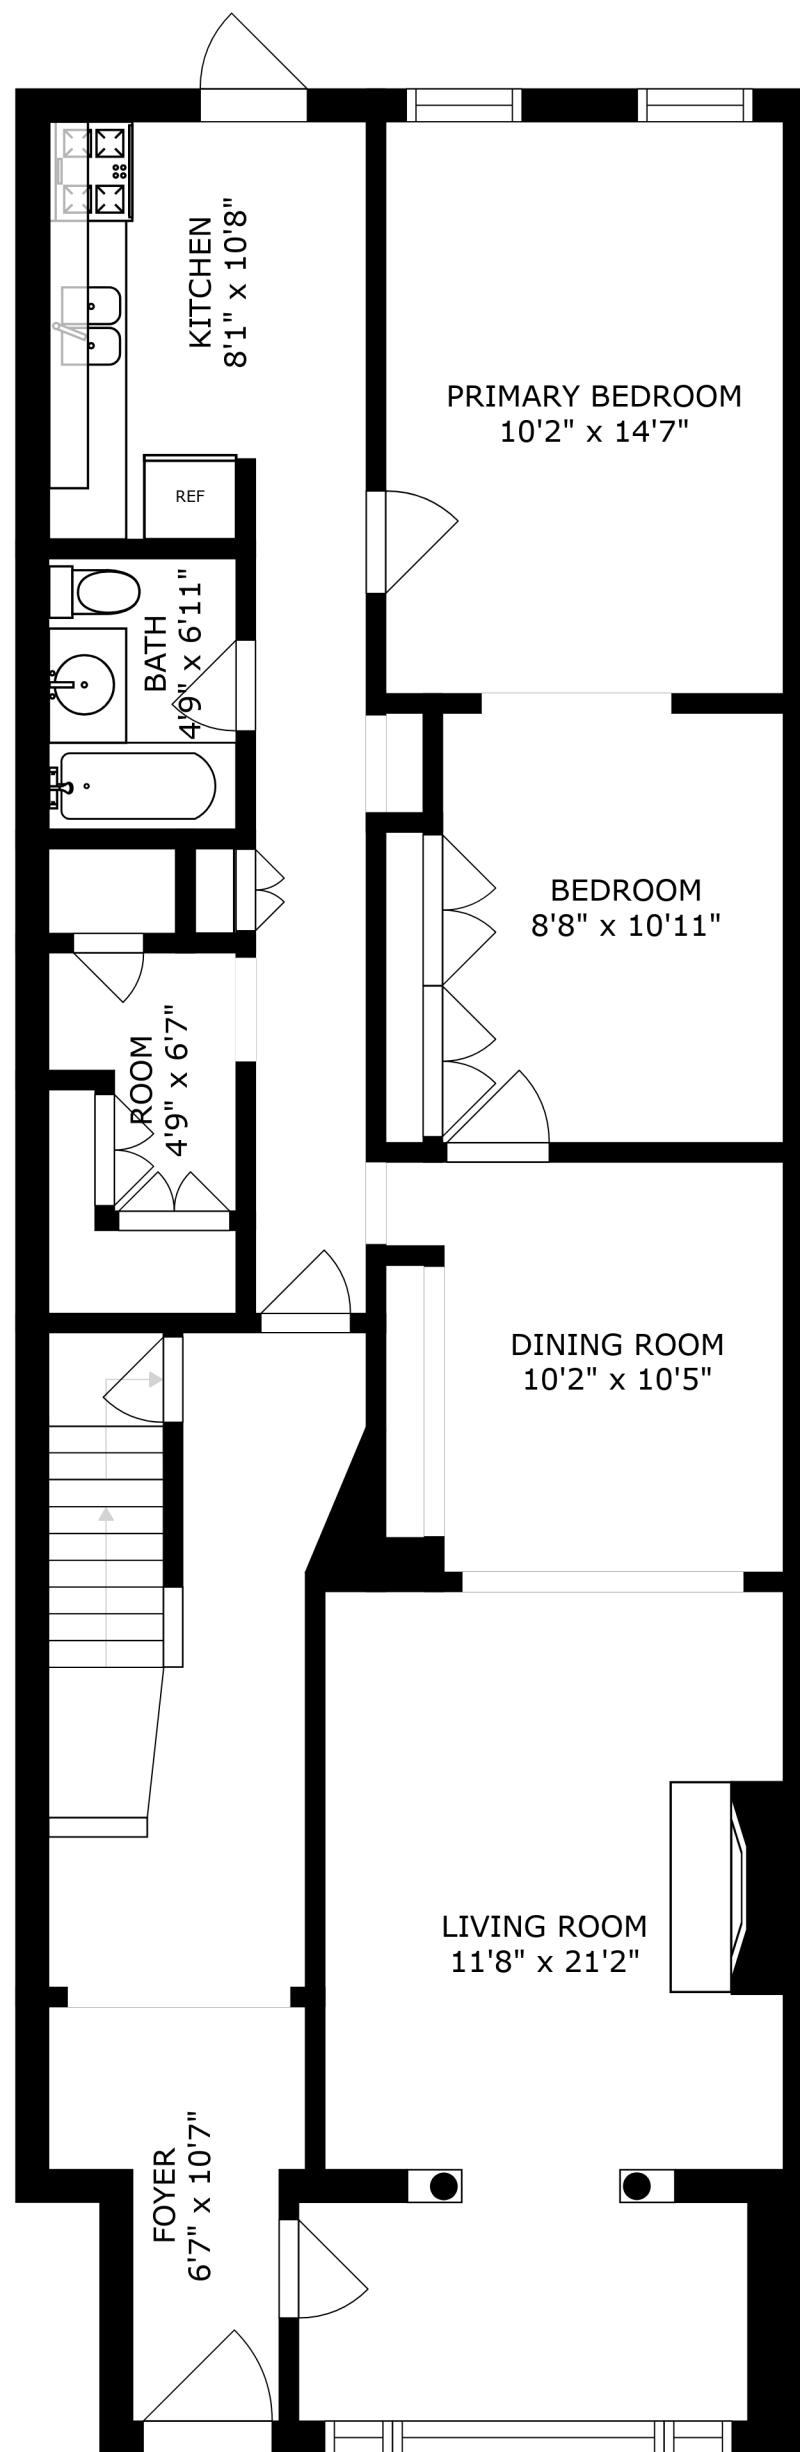 KITCHEN
8'1" x 10'8"
PRIMARY BEDROOM
10'2" x 14'7"
REF
BATH
4'9" x 6'11"
BEDROOM
8'8" x 10'11"
ROOM
4'9" x 6'7"
DINING ROOM
10'2" x 10'5"
LIVING ROOM
11'8" x 21'2"
FOYER
6'7" x 10'7"